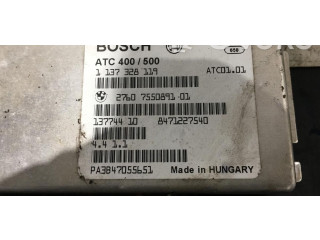 BOSCH
ATC 400 / 500
1 137 328 119 ATC01.01
2760 7550891-01
137744 10 8471227540
4.4 1.1
PA3847055651 Made in HUNGARY